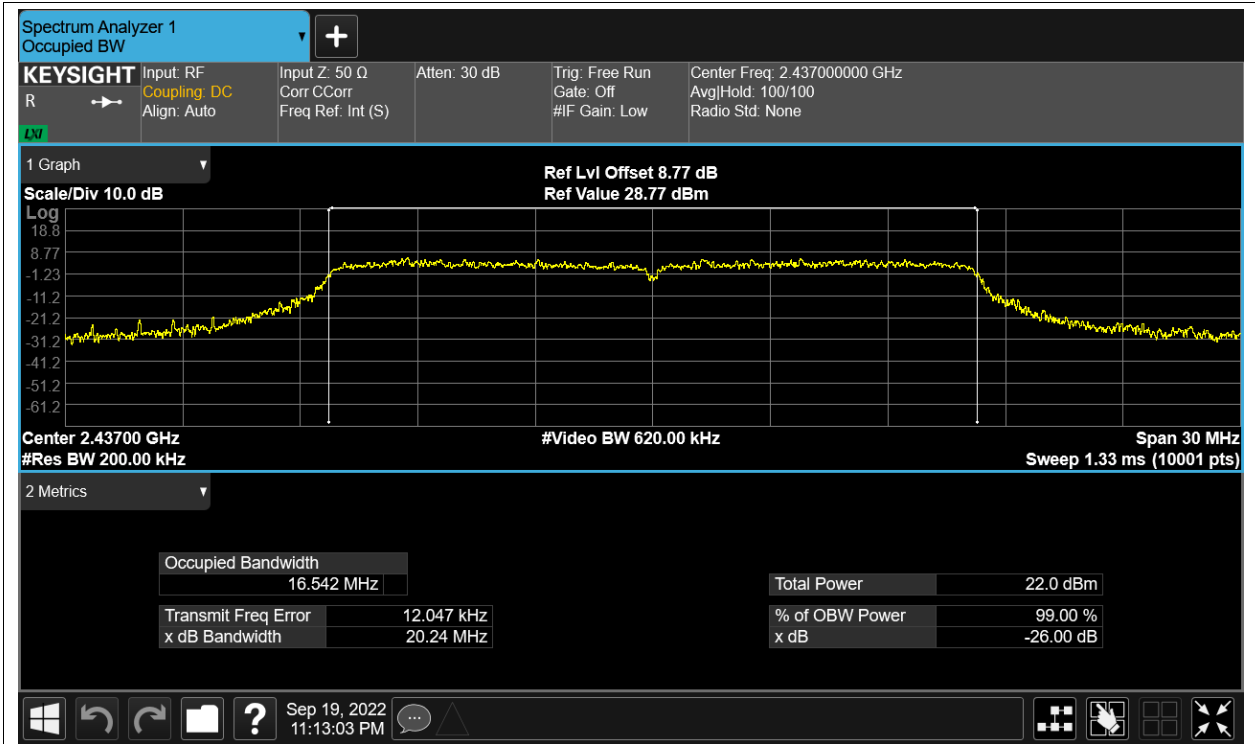 Spectrum Analyzer 1
Occupied BW
KEYSIGHT
R
LXI
Input: RF
Coupling: DC
Align: Auto
Input Z: 50 Ω
Corr CCorr
Freq Ref: Int (S)
Atten: 30 dB
Trig: Free Run
Gate: Off
#IF Gain: Low
Center Freq: 2.437000000 GHz
Avg|Hold: 100/100
Radio Std: None
1 Graph
Scale/Div 10.0 dB
Ref Lvl Offset 8.77 dB
Ref Value 28.77 dBm
Log
18.8
8.77
-1.23
-11.2
-21.2
-31.2
-41.2
-51.2
-61.2
Center 2.43700 GHz
#Res BW 200.00 kHz
#Video BW 620.00 kHz
Span 30 MHz
Sweep 1.33 ms (10001 pts)
2 Metrics
Occupied Bandwidth
16.542 MHz
Transmit Freq Error 12.047 kHz
x dB Bandwidth 20.24 MHz
Total Power 22.0 dBm
% of OBW Power 99.00 %
x dB -26.00 dB
?
Sep 19, 2022
11:13:03 PM